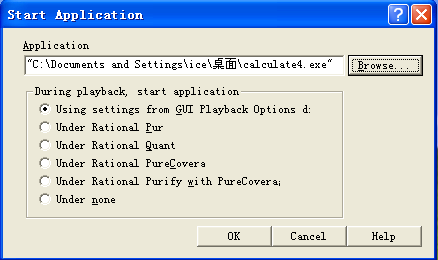 Start Application
Application
"C:\Documents and Settings\ice\桌面\calculate4.exe"
Browse...
During playback, start application
Using settings from GUI Playback Options d:
Under Rational Pur
Under Rational Quant
Under Rational PureCovera
Under Rational Purify with PureCovera;
Under none
OK
Cancel
Help